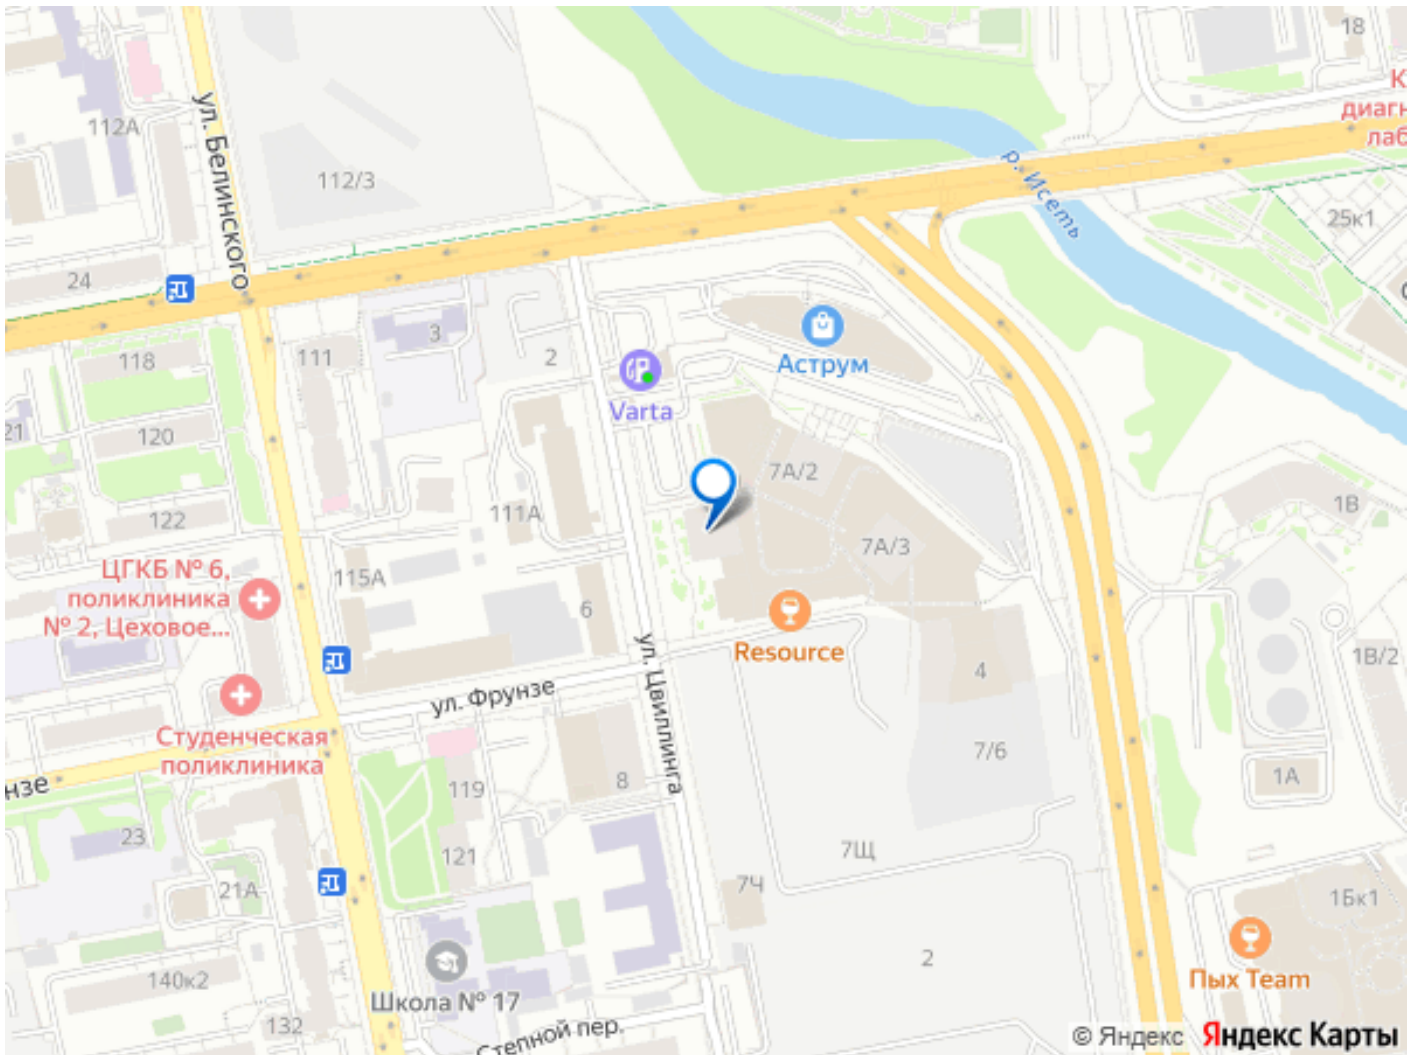 18
К
диагн
лаб
ул. Белинского
112А
112/3
р. Исеть
25к1
24
3
111
2
118
Аструм
Varta
21
120
7А/2
122
111А
1В
7А/3
115А
ЦГКБ № 6,
поликлиника
№ 2, Цеховое...
6
Resource
ул. Цвиллинга
1В/2
4
ул. Фрунзе
Студенческая
поликлиника
7/6
нзе
119
8
1А
23
121
7Щ
21А
7Ч
1Бк1
2
140к2
Школа № 17
Пых Team
132
Степной пер.
© Яндекс Яндекс Карты